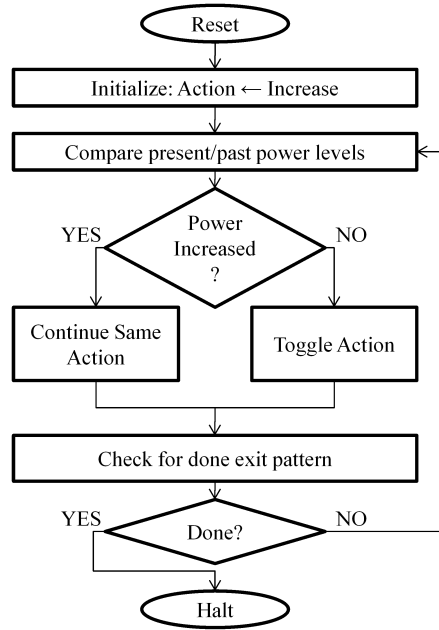 Reset
Initialize: Action ← Increase
Compare present/past power levels
Power
Increased
?
YES
NO
Continue Same
Action
Toggle Action
Check for done exit pattern
YES
Done?
NO
Halt